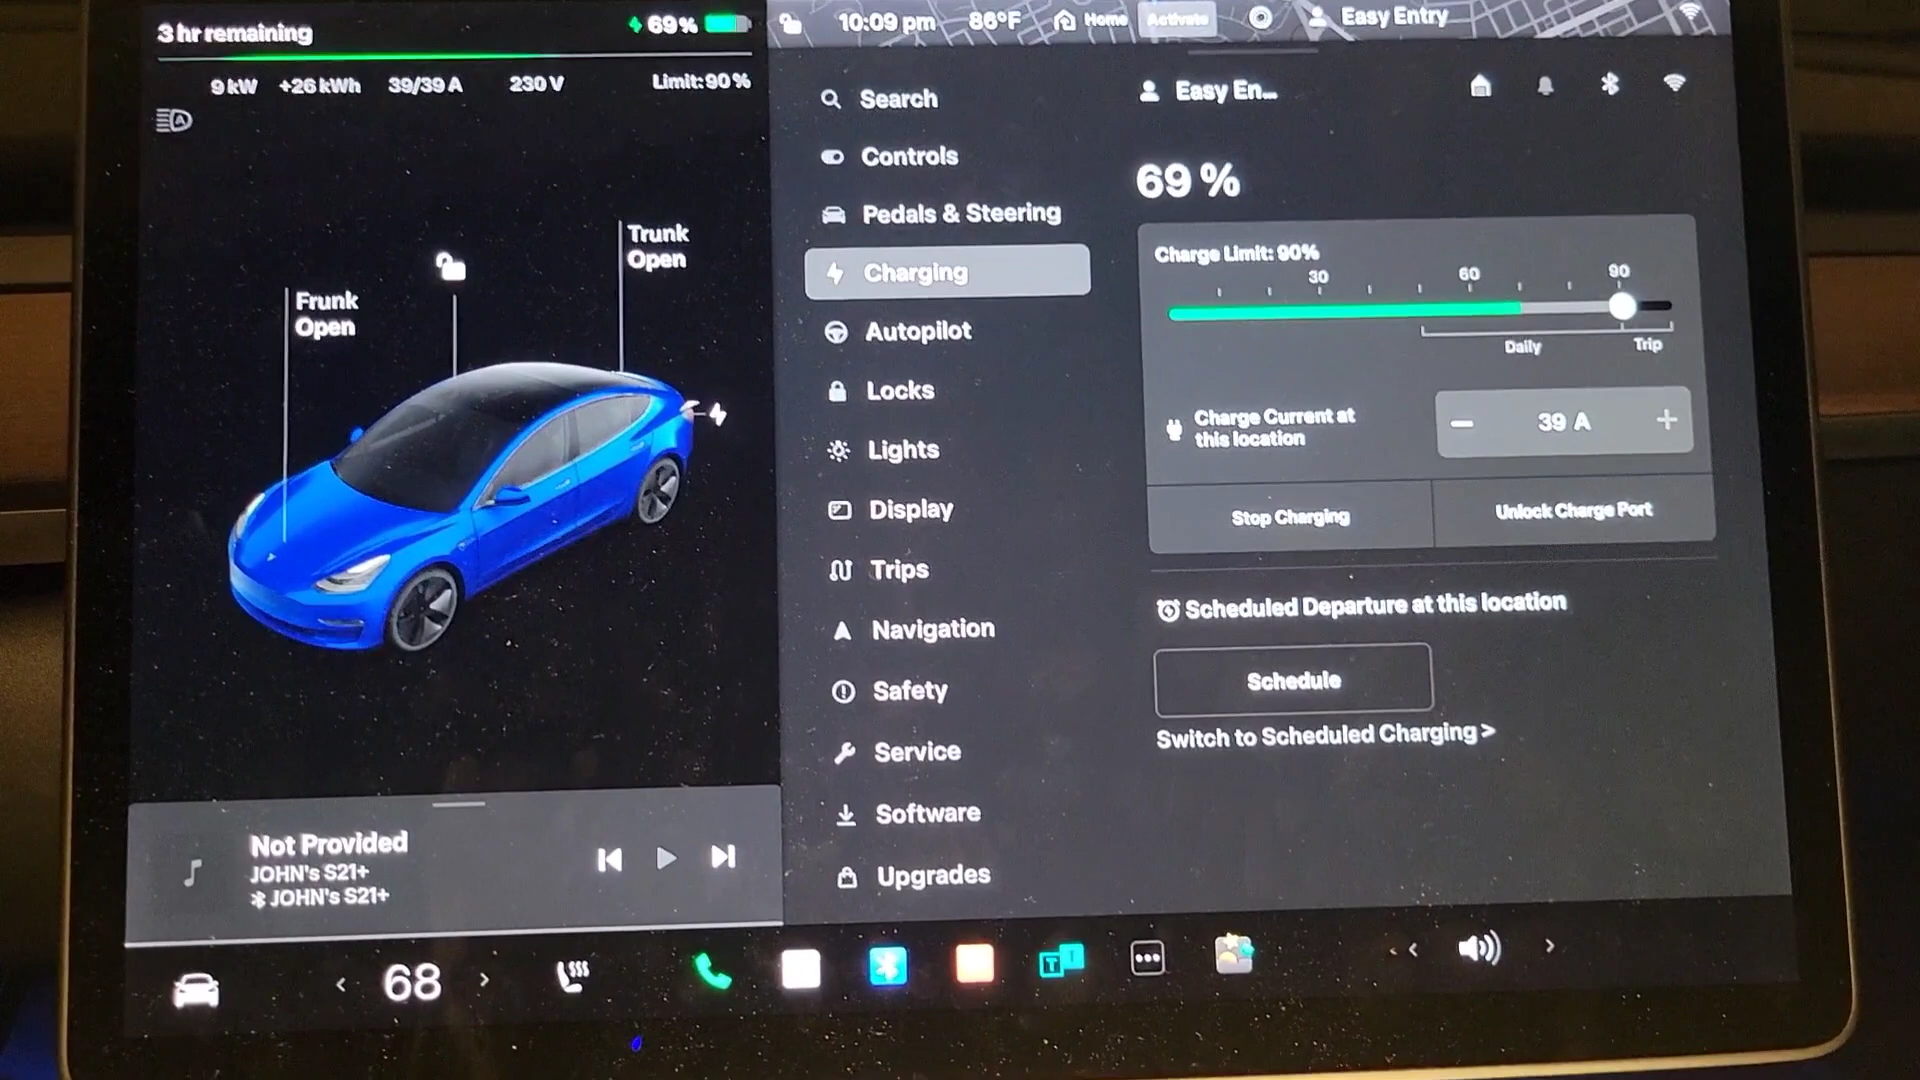 3 hr remaining
69%
9 kW +26 kWh 39/39 A 230 V Limit: 90%
Trunk
Open
Frunk
Open
Not Provided
JOHN's S21+
JOHN's S21+
10:09 pm 86°F Home Activate Easy Entry
Search
Controls
Pedals & Steering
Charging
Autopilot
Locks
Lights
Display
Trips
Navigation
Safety
Service
Software
Upgrades
Easy En...
69 %
Charge Limit: 90%
30 60 90
Daily Trip
Charge Current at
this location
39 A
Stop Charging Unlock Charge Port
Scheduled Departure at this location
Schedule
Switch to Scheduled Charging >
68